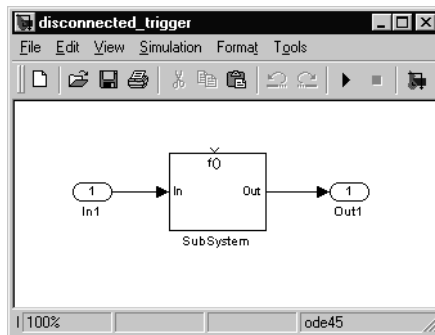 disconnected_trigger
File Edit View Simulation Format Tools
f()
1 In Out 1
In1 Out1
SubSystem
100% ode45